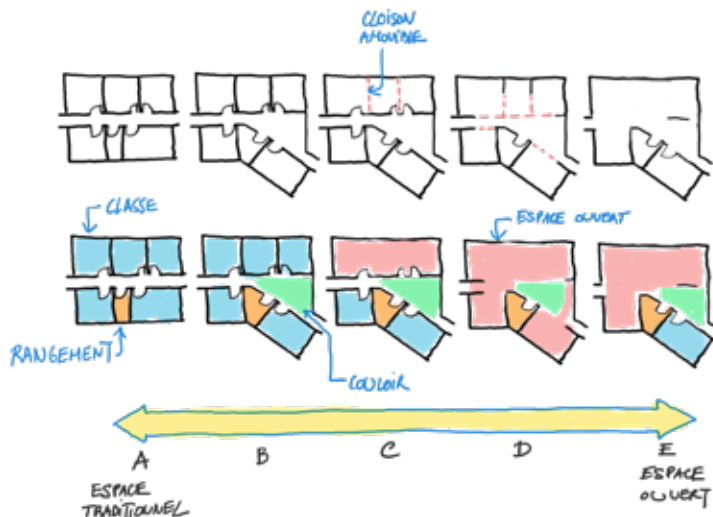 CLOISON
AMOVIBLE
CLASSE
ESPACE OUVERT
RANGEMENT
COULOIR
A
B
C
D
E
ESPACE
TRADITIONNEL
ESPACE
OUVERT